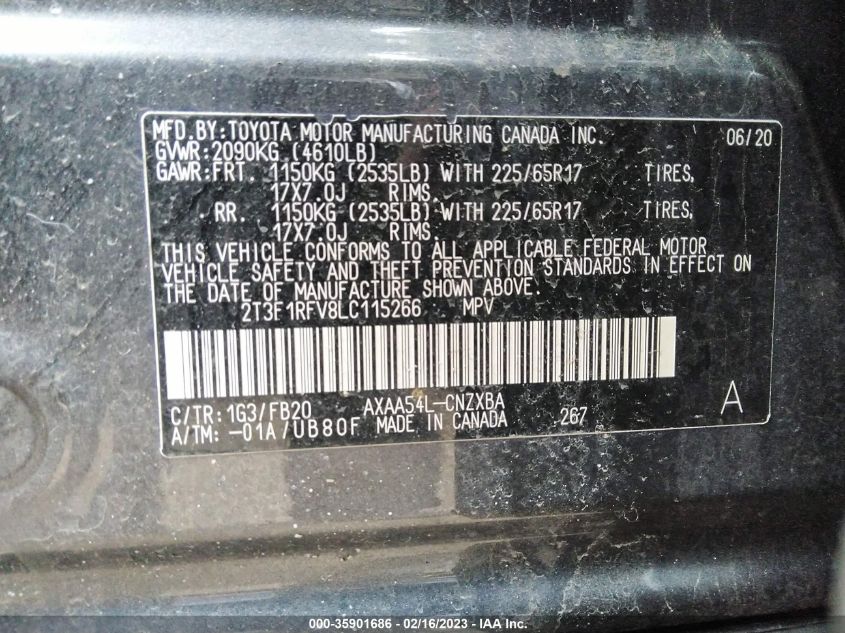 MFD.BY:TOYOTA MOTOR MANUFACTURING CANADA INC. 06/20
GVWR:2090KG (4610LB)
GAWR:FRT. 1150KG (2535LB) WITH 225/65R17 TIRES,
17X7.0J RIMS.
RR. 1150KG (2535LB) WITH 225/65R17 TIRES,
17X7.0J RIMS.
THIS VEHICLE CONFORMS TO ALL APPLICABLE FEDERAL MOTOR
VEHICLE SAFETY AND THEFT PREVENTION STANDARDS IN EFFECT ON
THE DATE OF MANUFACTURE SHOWN ABOVE.
2T3F1RFV8LC115266 MPV
C/TR:1G3/FB20 AXAA54L-CNZXBA A
A/TM:-01A/UB80F MADE IN CANADA 267
000-35901686 - 02/16/2023 - IAA Inc.